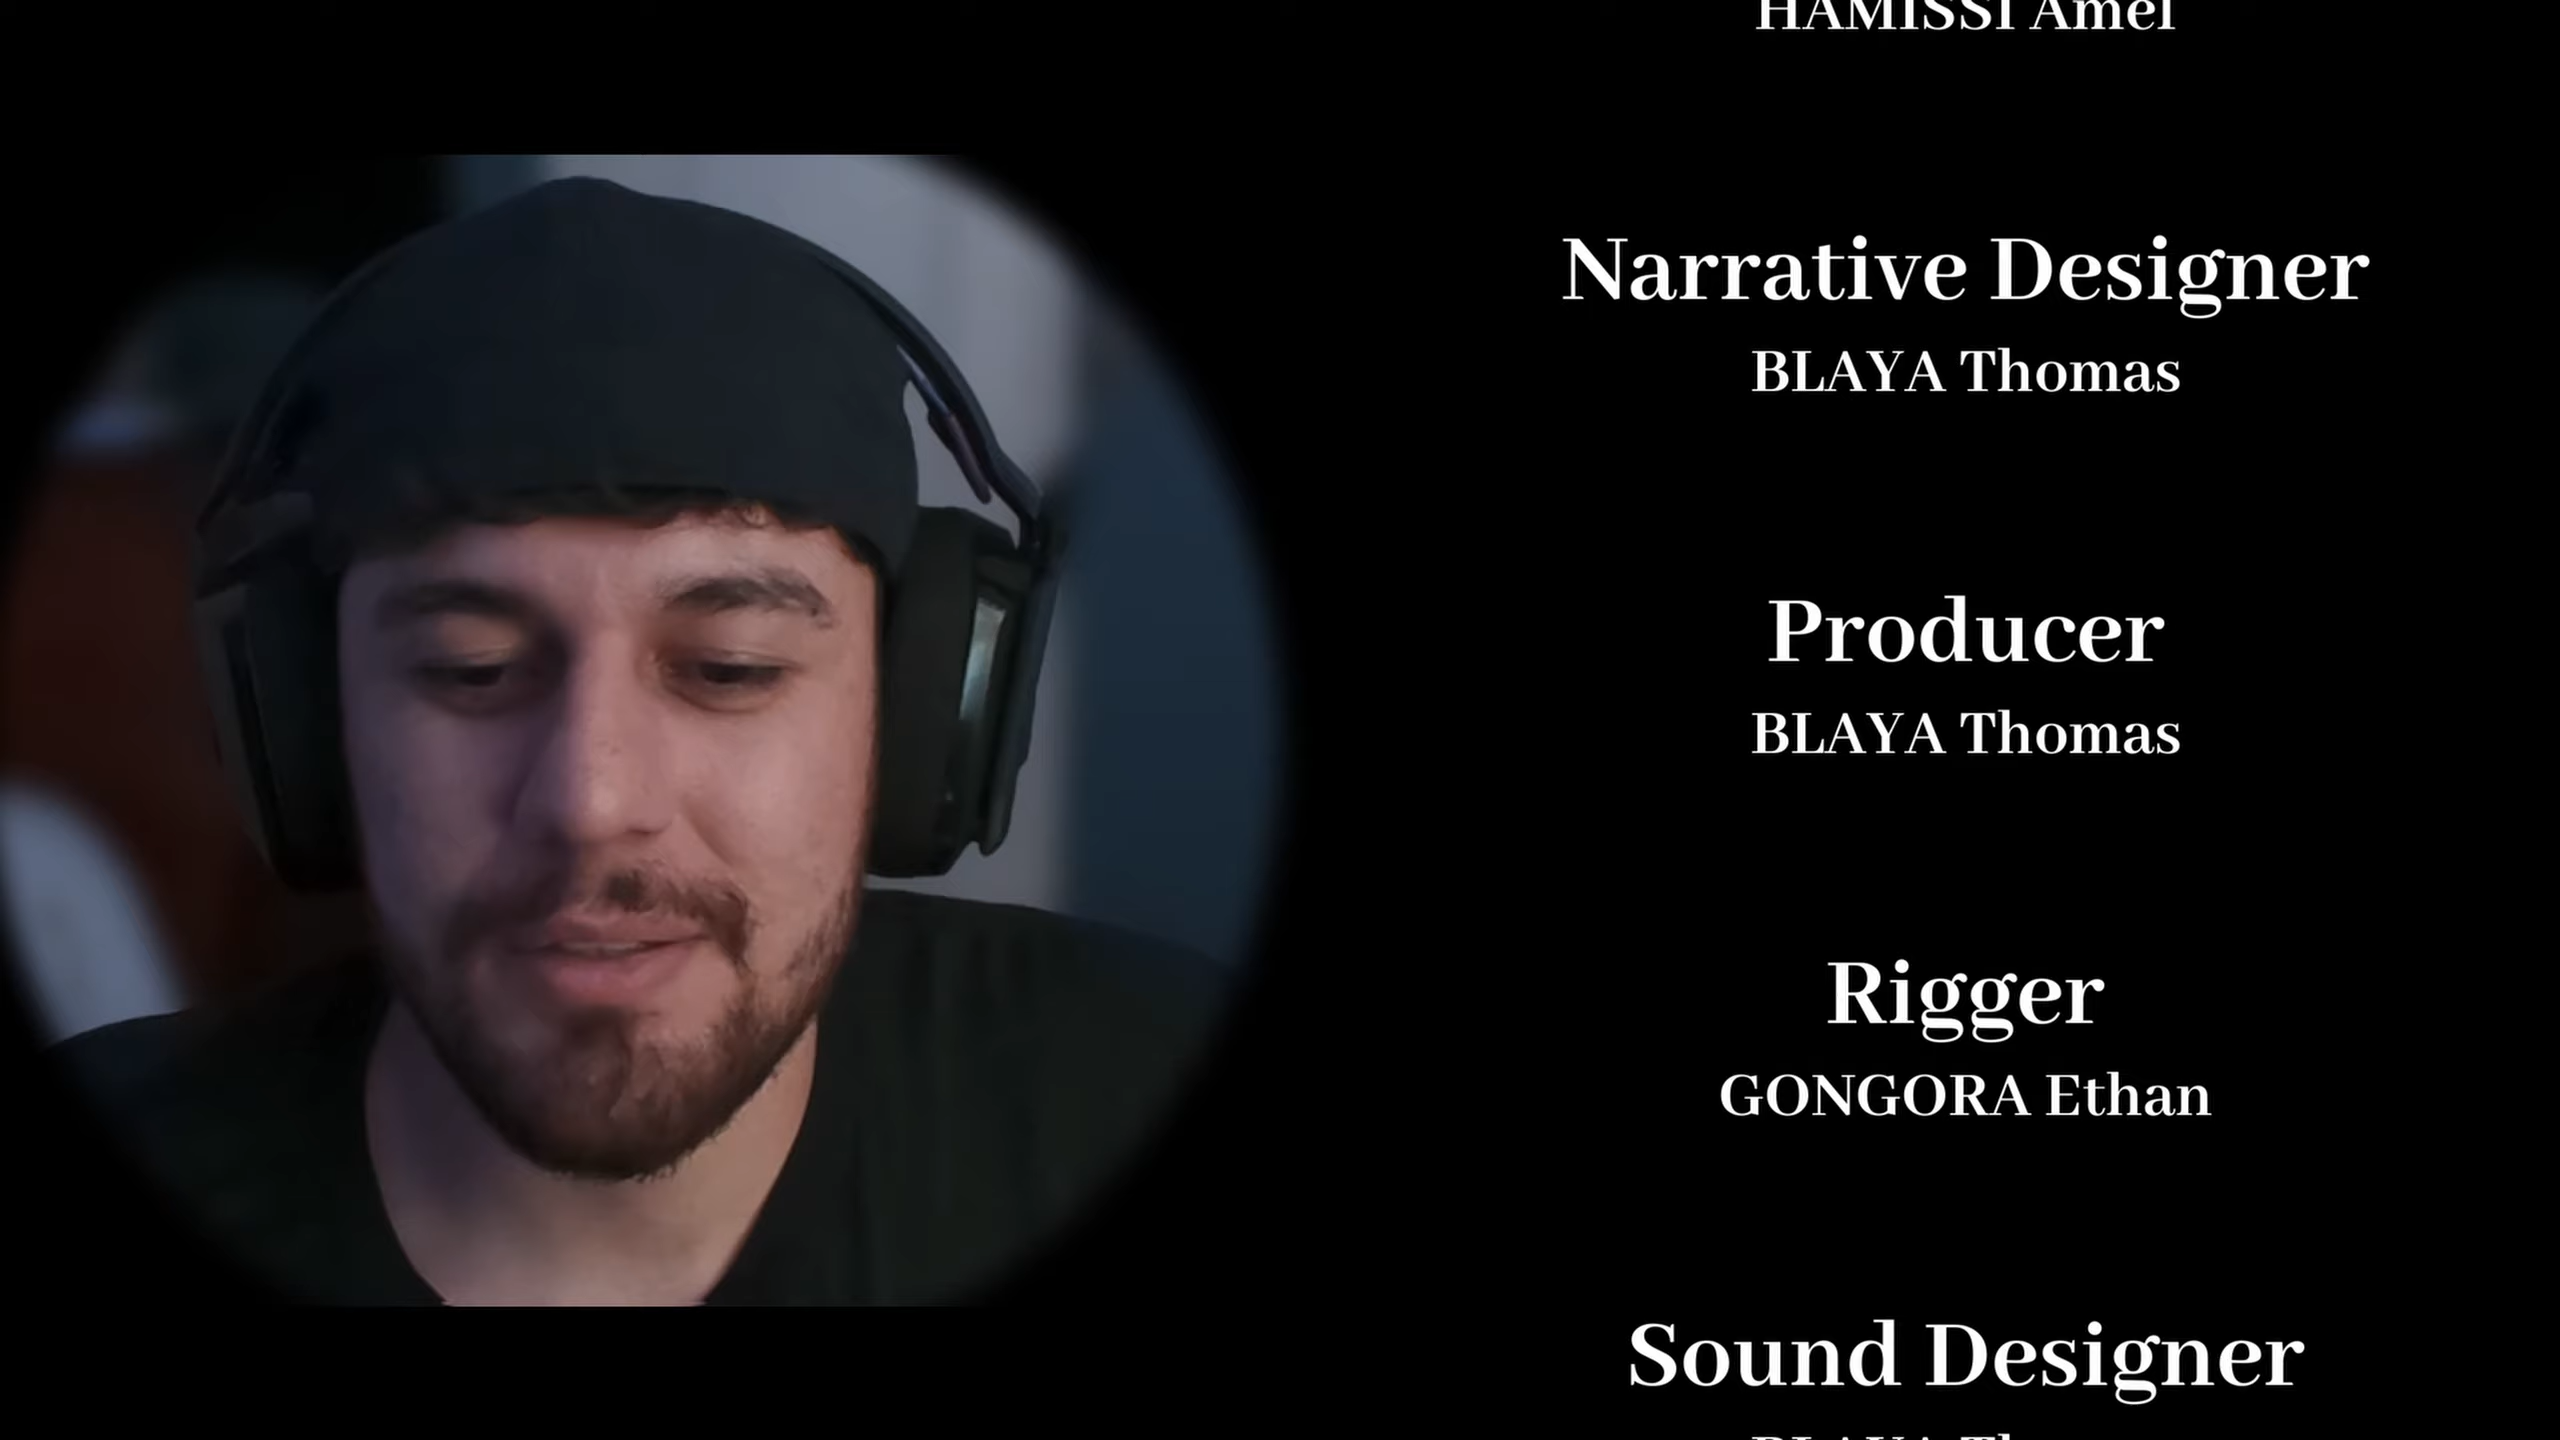 HAMISSI Amel
Narrative Designer
BLAYA Thomas
Producer
BLAYA Thomas
Rigger
GONGORA Ethan
Sound Designer